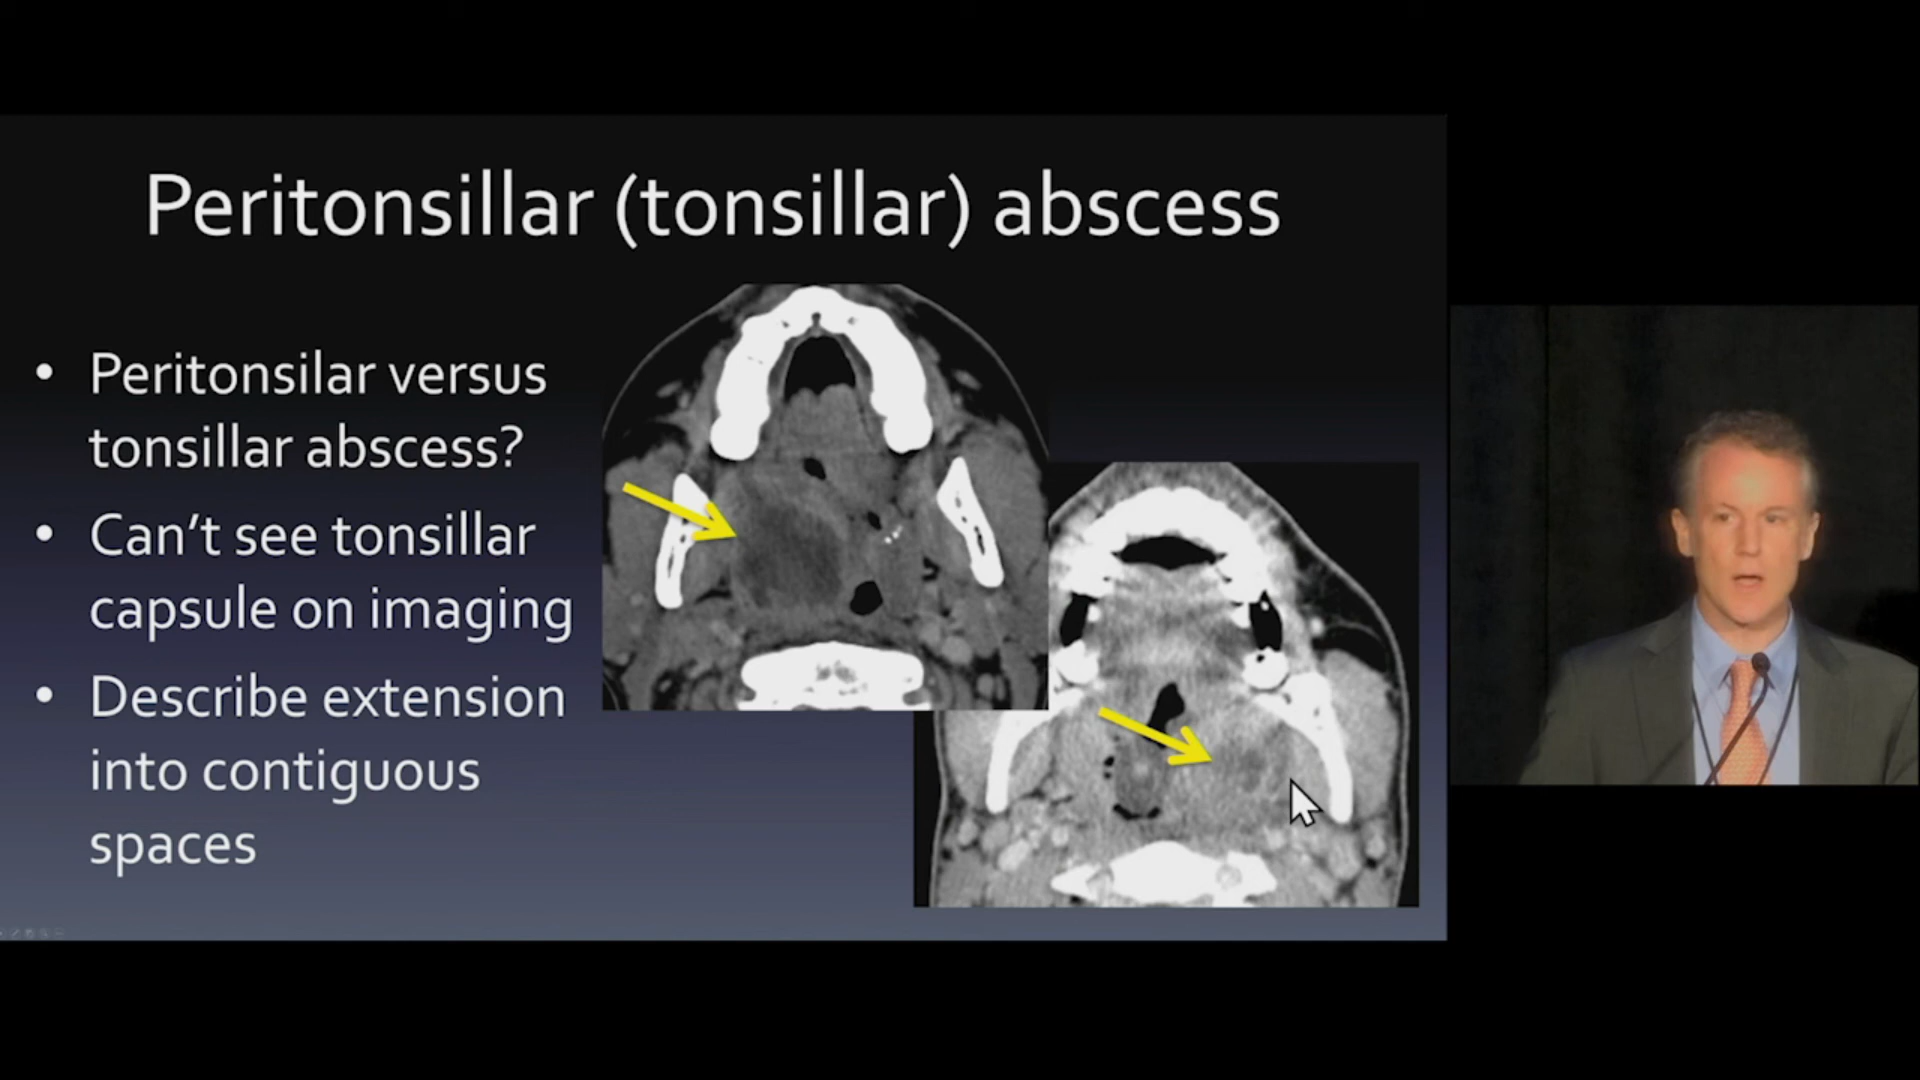 Peritonsillar (tonsillar) abscess
• Peritonsilar versus
tonsillar abscess?
• Can't see tonsillar
capsule on imaging
• Describe extension
into contiguous
spaces